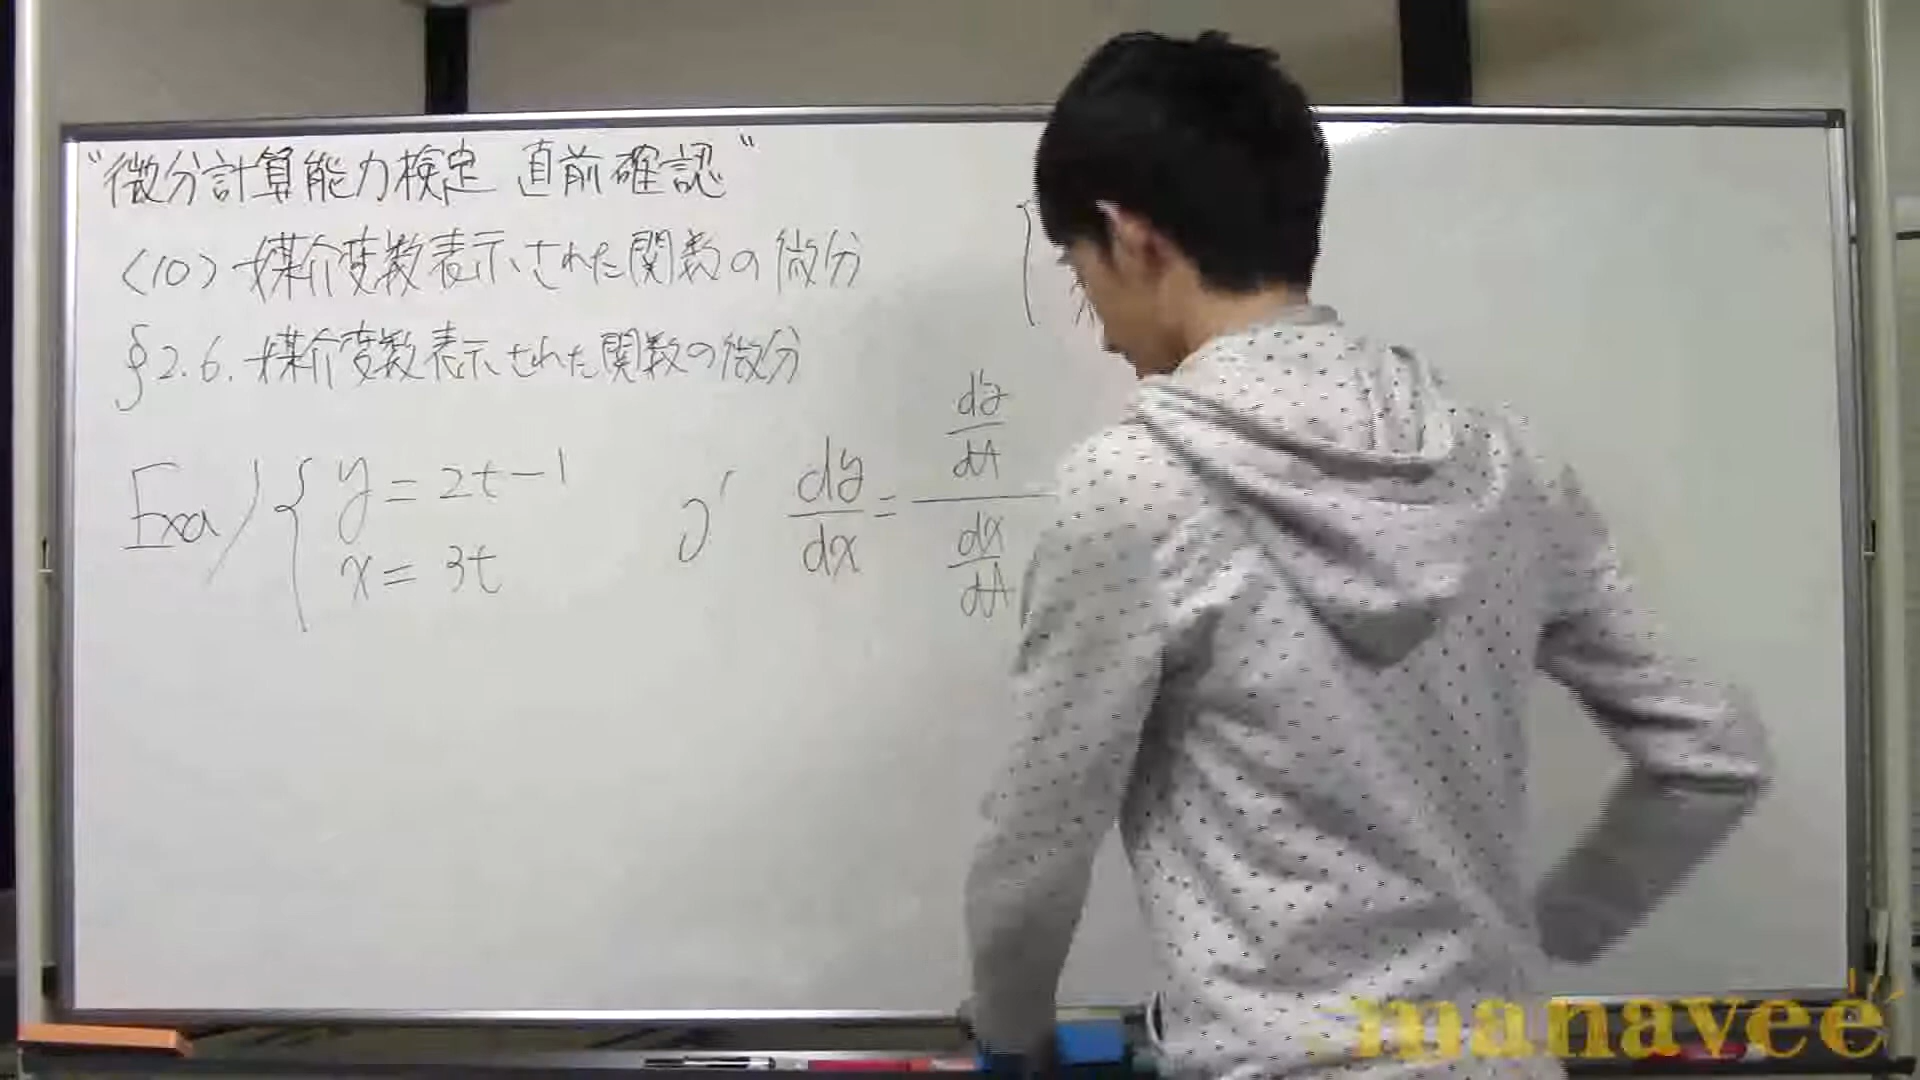 "微分計算能力検定 直前確認"
<10> 媒介変数表示された関数の微分
§2.6. 媒介変数表示された関数の微分
Exa) { y = 2t-1
x = 3t
dy/dx = (dy/dt)/(dx/dt)
manavee